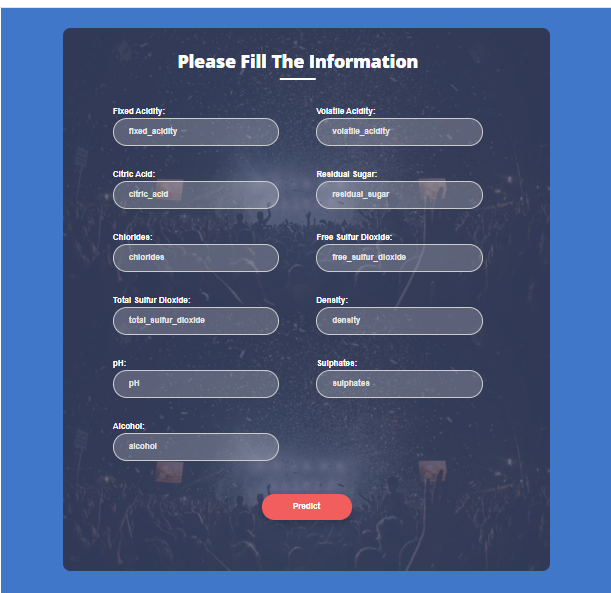 Please Fill The Information
Fixed Acidity:
Volatile Acidity:
fixed_acidity
volatile_acidity
Citric Acid:
Residual Sugar:
citric_acid
residual_sugar
Chlorides:
Free Sulfur Dioxide:
chlorides
free_sulfur_dioxide
Total Sulfur Dioxide:
Density:
total_sulfur_dioxide
density
pH:
Sulphates:
pH
sulphates
Alcohol:
alcohol
Predict